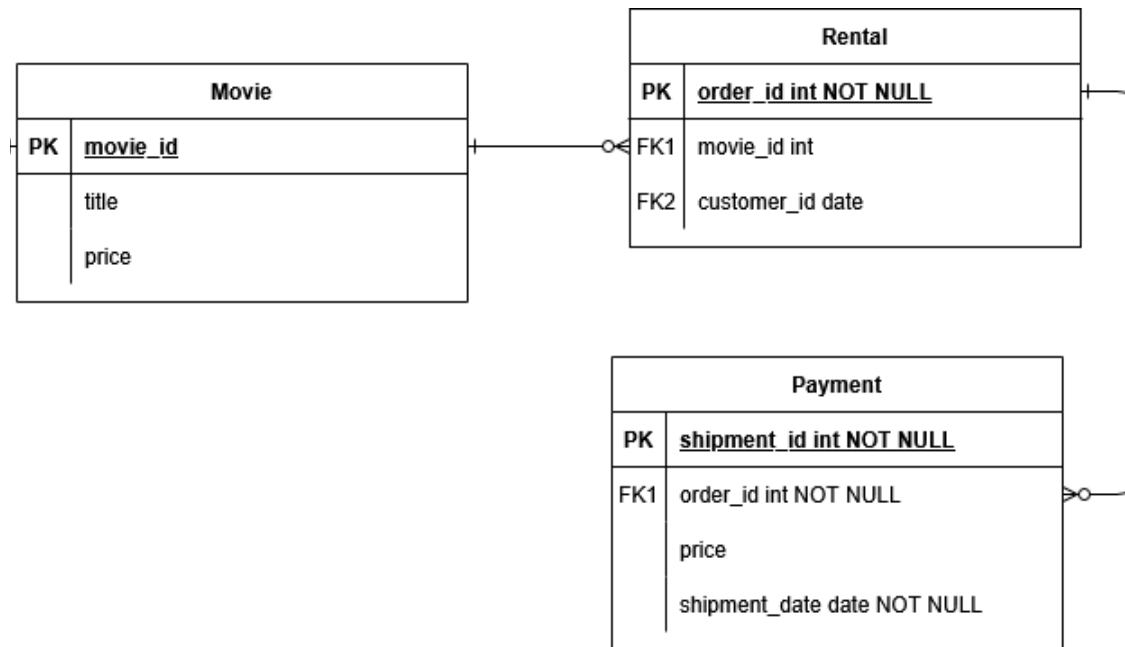 Movie
PK movie_id
title
price
Rental
PK order_id int NOT NULL
FK1 movie_id int
FK2 customer_id date
Payment
PK shipment_id int NOT NULL
FK1 order_id int NOT NULL
price
shipment_date date NOT NULL